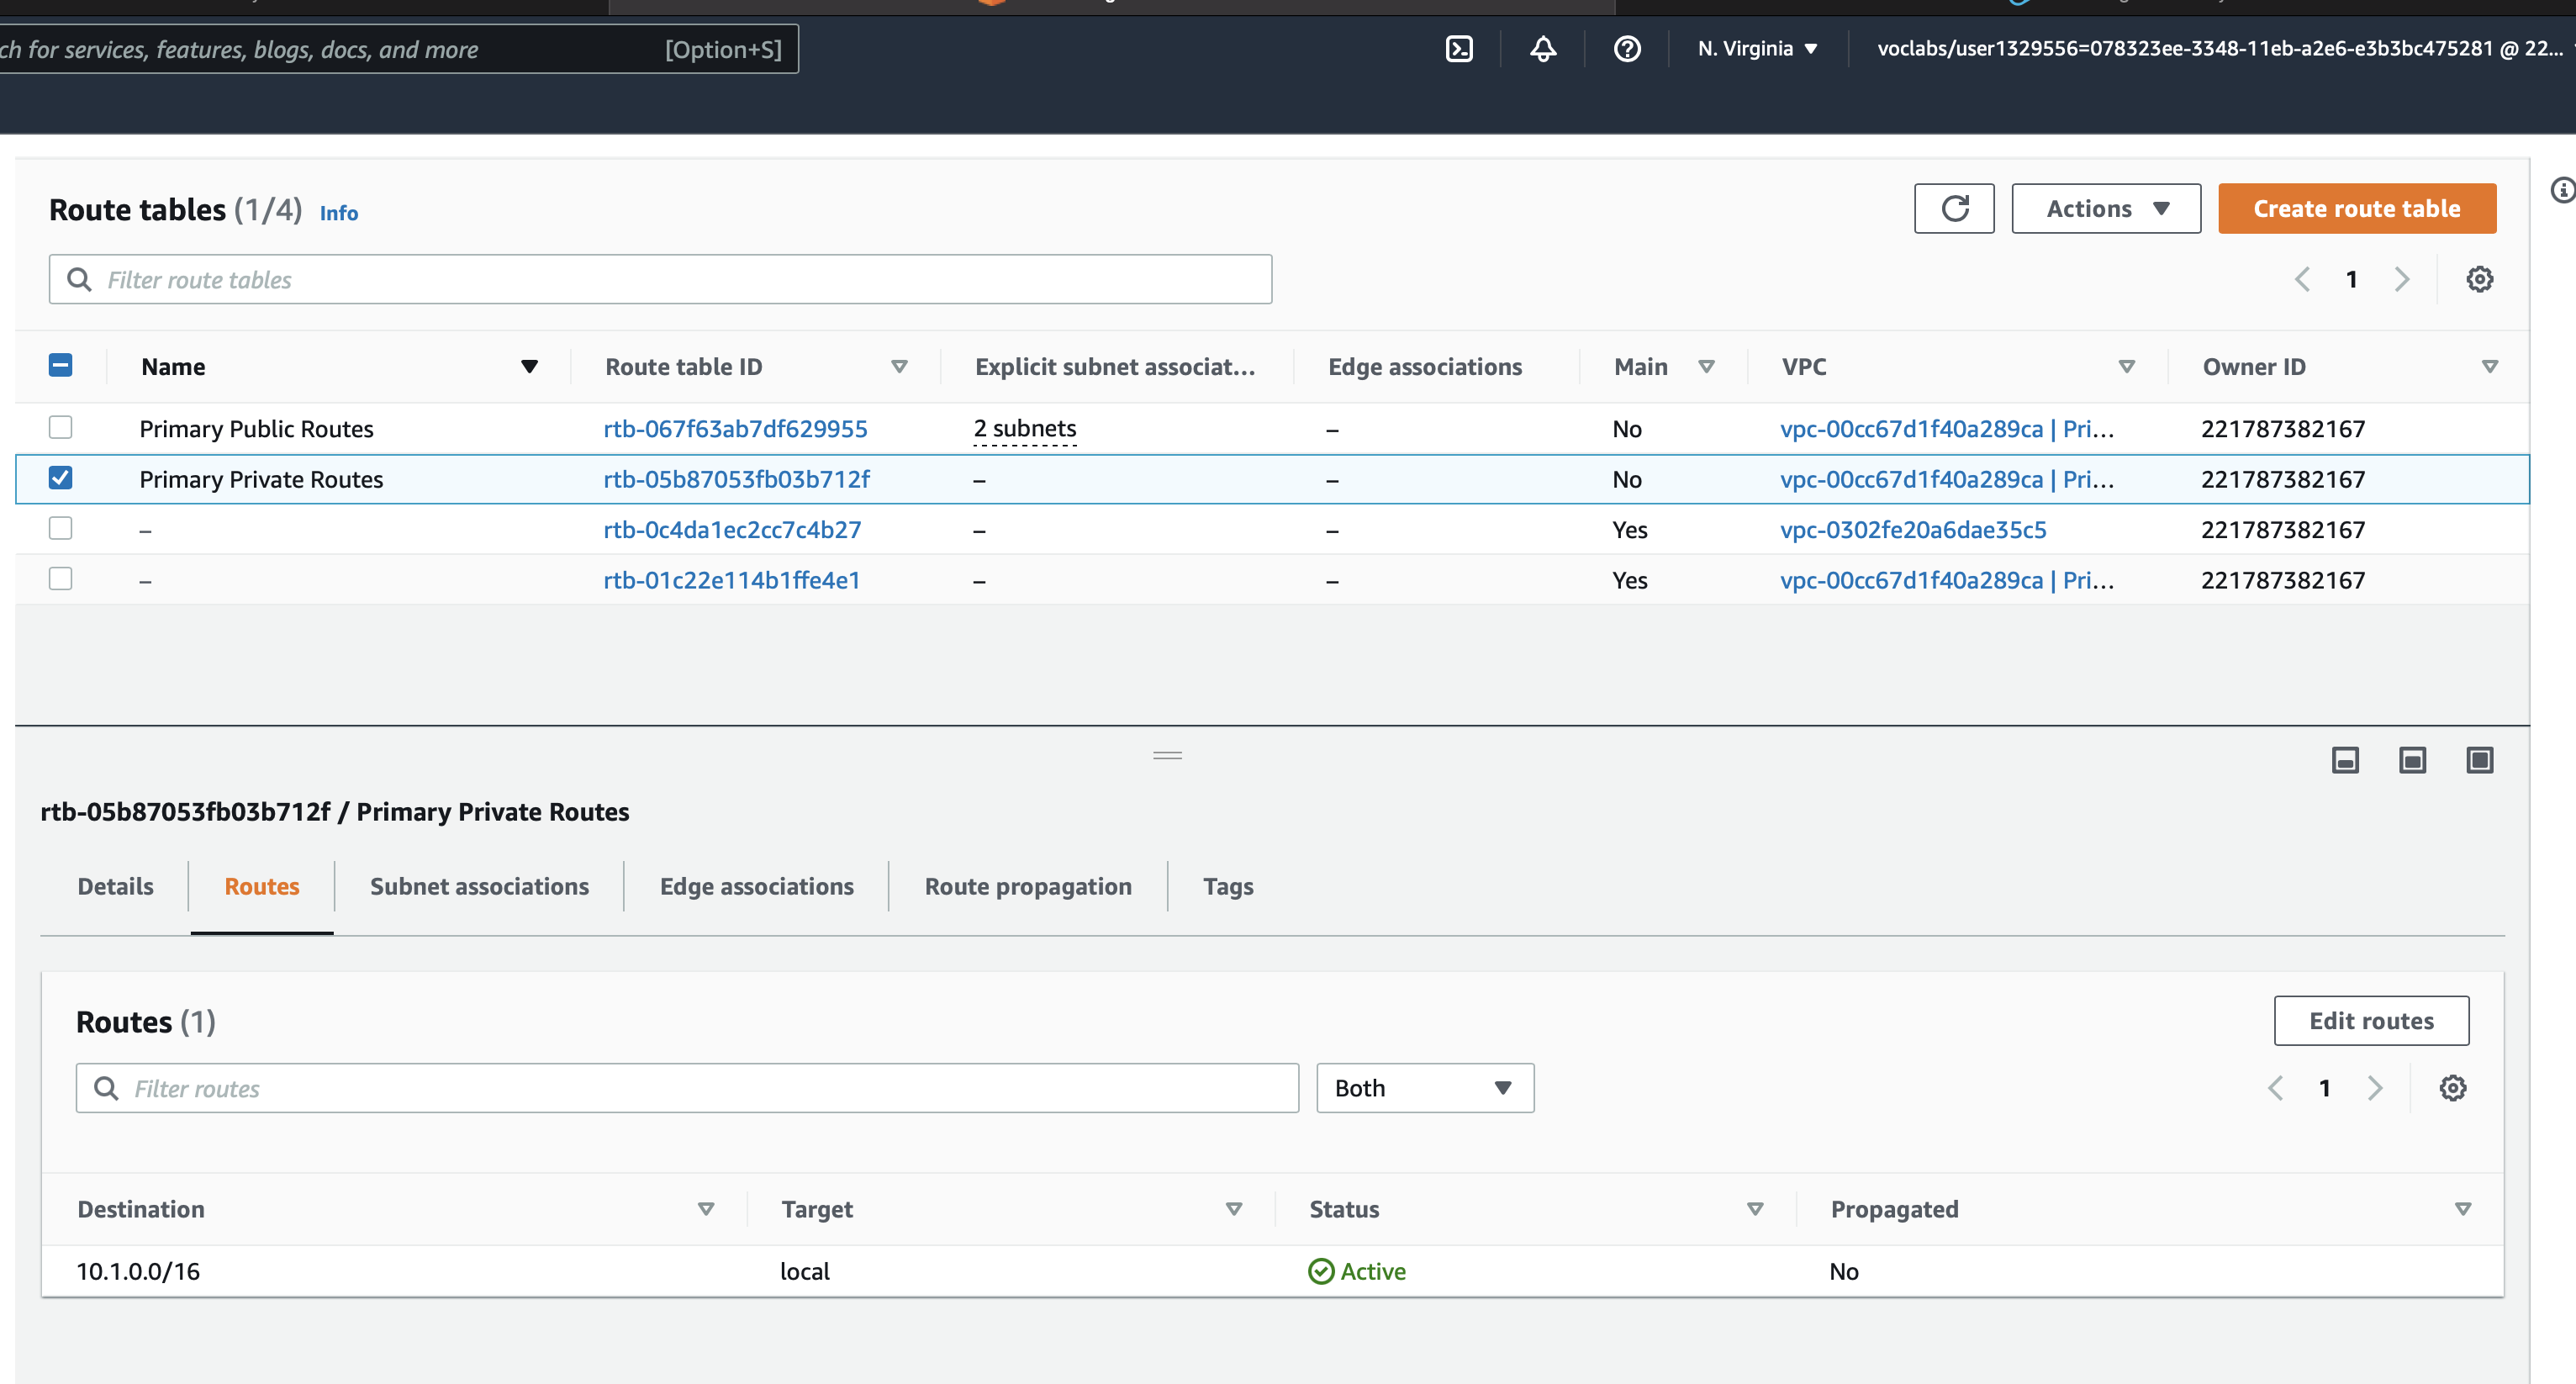 ch for services, features, blogs, docs, and more [Option+S] N. Virginia voclabs/user1329556=078323ee-3348-11eb-a2e6-e3b3bc475281 @ 22...
Route tables (1/4) Info Actions Create route table
Filter route tables 1
Name Route table ID Explicit subnet associat... Edge associations Main VPC Owner ID
Primary Public Routes rtb-067f63ab7df629955 2 subnets – No vpc-00cc67d1f40a289ca | Pri... 221787382167
Primary Private Routes rtb-05b87053fb03b712f – – No vpc-00cc67d1f40a289ca | Pri... 221787382167
– rtb-0c4da1ec2cc7c4b27 – – Yes vpc-0302fe20a6dae35c5 221787382167
– rtb-01c22e114b1ffe4e1 – – Yes vpc-00cc67d1f40a289ca | Pri... 221787382167
rtb-05b87053fb03b712f / Primary Private Routes
Details Routes Subnet associations Edge associations Route propagation Tags
Routes (1) Edit routes
Filter routes Both 1
Destination Target Status Propagated
10.1.0.0/16 local Active No